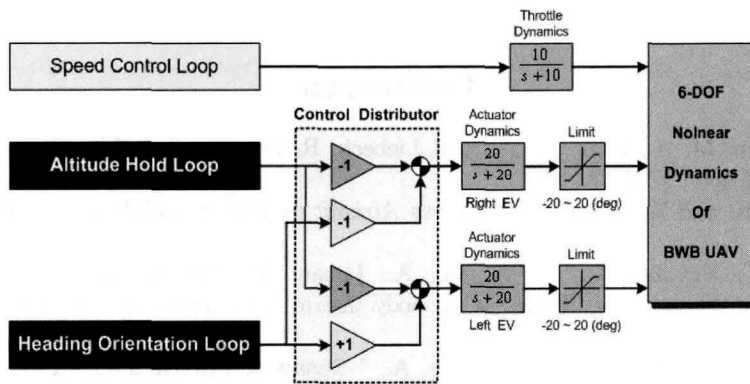 Throttle
Dynamics
Speed Control Loop
10
s + 10
6-DOF
Nolnear
Dynamics
Of
BWB UAV
Control Distributor
Altitude Hold Loop
-1
-1
-1
+1
Actuator
Dynamics
20
s + 20
Right EV
Limit
-20 ~ 20 (deg)
Actuator
Dynamics
20
s + 20
Left EV
Limit
-20 ~ 20 (deg)
Heading Orientation Loop